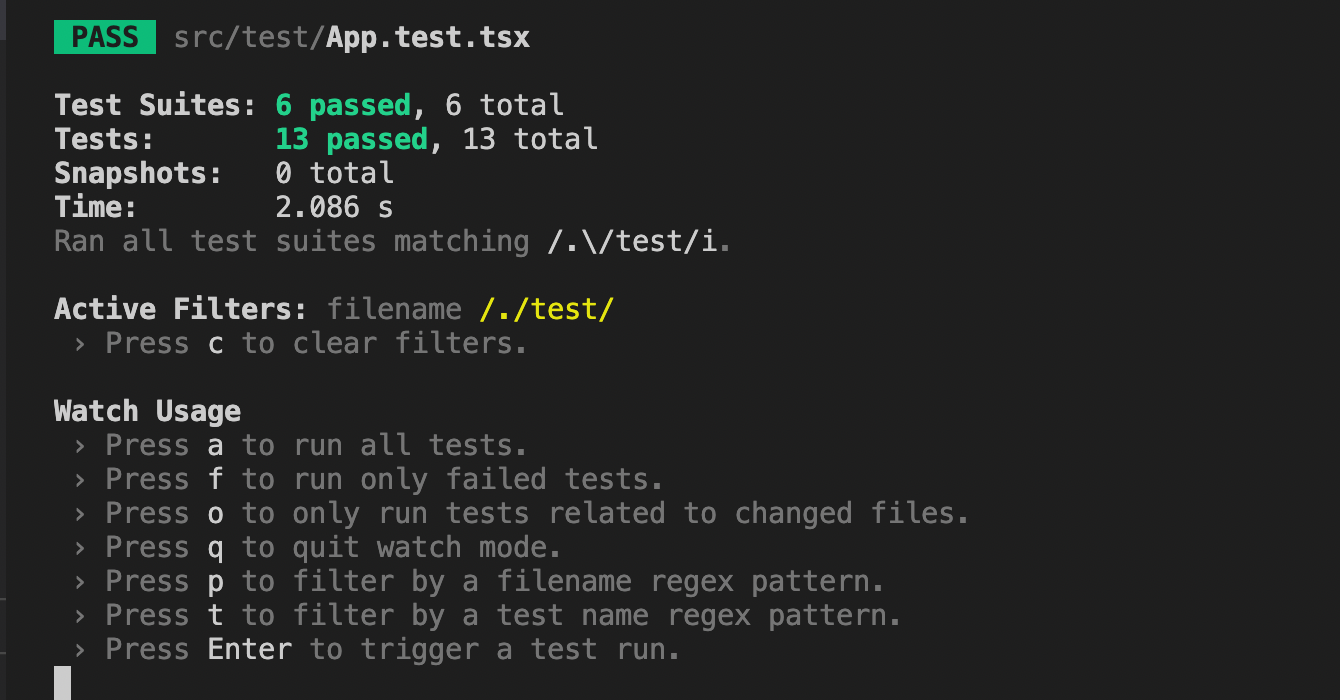 PASS src/test/App.test.tsx
Test Suites: 6 passed, 6 total
Tests: 13 passed, 13 total
Snapshots: 0 total
Time: 2.086 s
Ran all test suites matching /.\/test/i.
Active Filters: filename /./test/
› Press c to clear filters.
Watch Usage
› Press a to run all tests.
› Press f to run only failed tests.
› Press o to only run tests related to changed files.
› Press q to quit watch mode.
› Press p to filter by a filename regex pattern.
› Press t to filter by a test name regex pattern.
› Press Enter to trigger a test run.